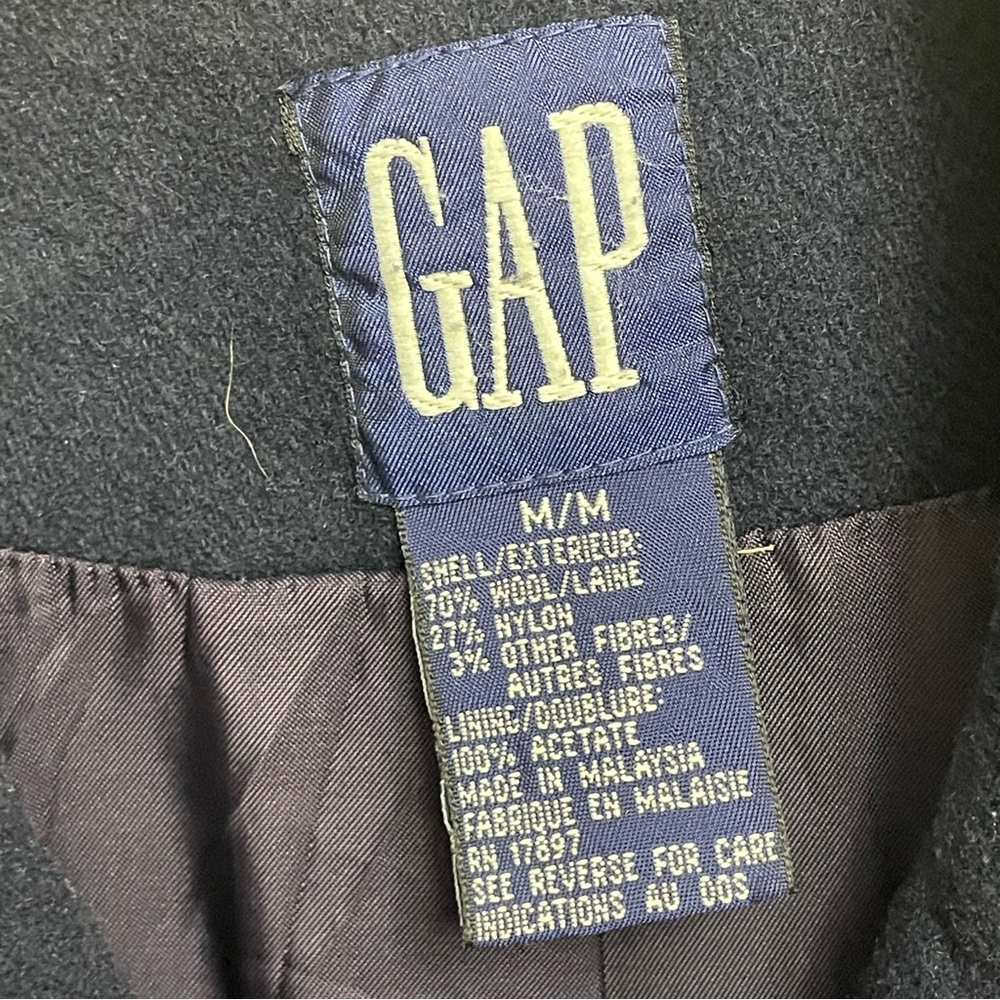 GAP
M/M
SHELL/EXTERIEUR
70% WOOL/LAINE
27% NYLON
3% OTHER FIBRES/
AUTRES FIBRES
LINING/DOUBLURE:
100% ACETATE
MADE IN MALAYSIA
FABRIQUE EN MALAISIE
RN 17897
SEE REVERSE FOR CARE
INDICATIONS AU DOS